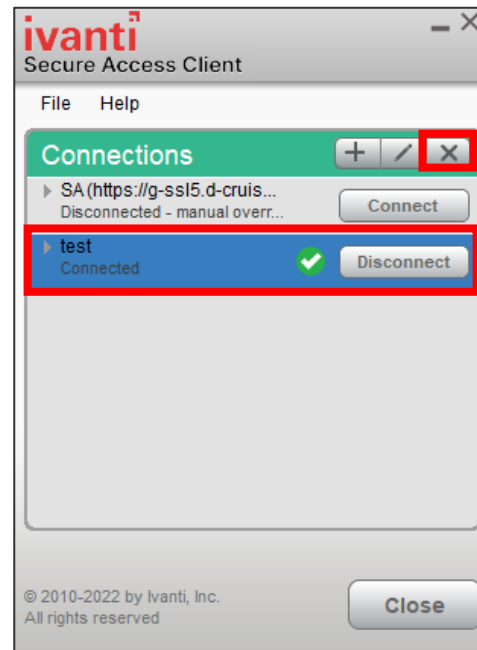 ivanti
Secure Access Client
File Help
Connections
SA(https://g-ssl5.d-cruis...
Disconnected - manual overr...
Connect
test
Connected
Disconnect
© 2010-2022 by Ivanti, Inc.
All rights reserved
Close